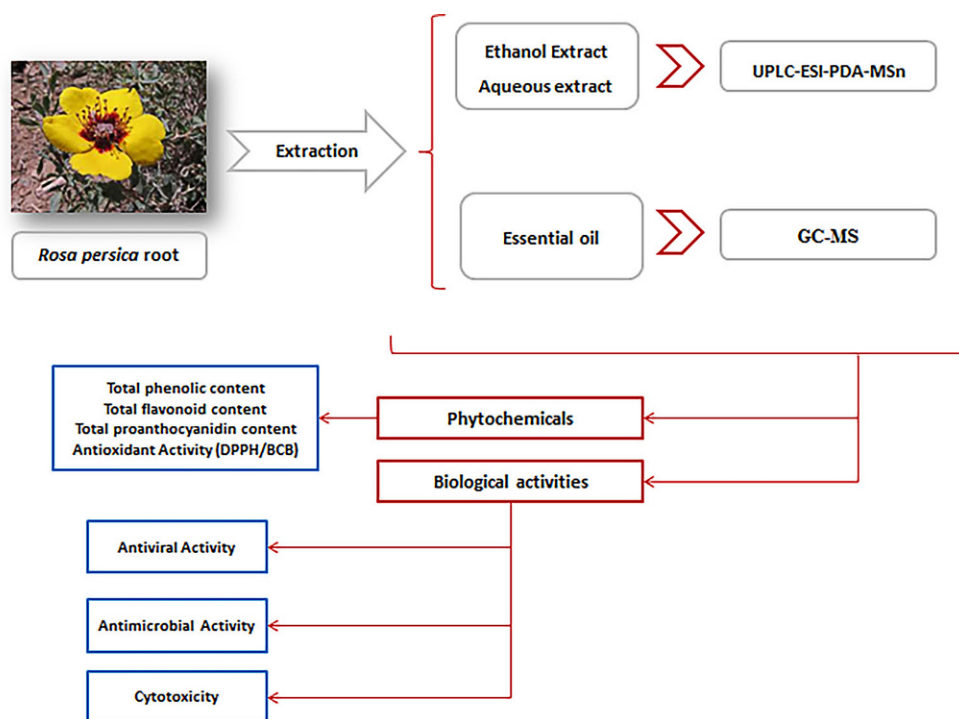 Rosa persica root
Extraction
Ethanol Extract
Aqueous extract
UPLC-ESI-PDA-MSn
Essential oil
GC-MS
Total phenolic content
Total flavonoid content
Total proanthocyanidin content
Antioxidant Activity (DPPH/BCB)
Phytochemicals
Biological activities
Antiviral Activity
Antimicrobial Activity
Cytotoxicity